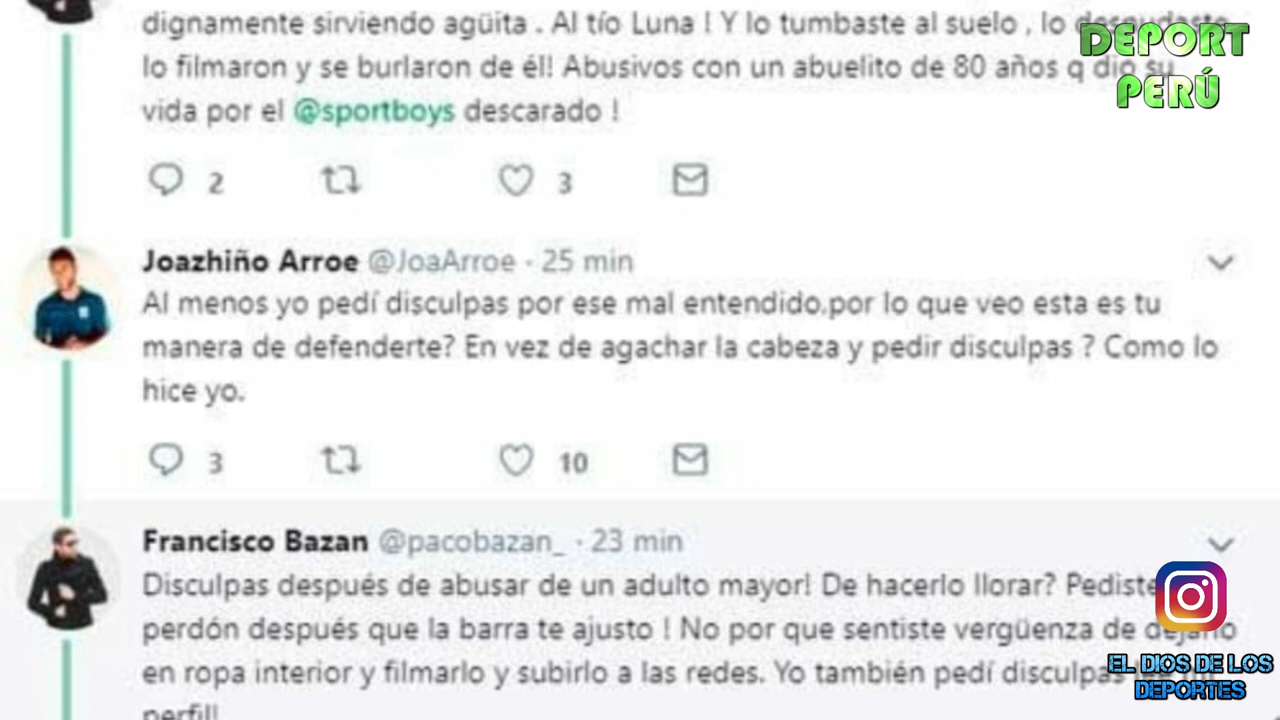 dignamente sirviendo agüita . Al tío Luna ! Y lo tumbaste al suelo , lo desnudaste
lo filmaron y se burlaron de él! Abusivos con un abuelito de 80 años q dio su
vida por el @sportboys descarado !
2 3
Joazhiño Arroe @JoaArroe · 25 min
Al menos yo pedí disculpas por ese mal entendido.por lo que veo esta es tu
manera de defenderte? En vez de agachar la cabeza y pedir disculpas ? Como lo
hice yo.
3 10
Francisco Bazan @pacobazan_ · 23 min
Disculpas después de abusar de un adulto mayor! De hacerlo llorar? Pediste
perdón después que la barra te ajusto ! No por que sentiste vergüenza de dejarlo
en ropa interior y filmarlo y subirlo a las redes. Yo también pedí disculpas
perfil!
DEPORT
PERÚ
EL DIOS DE LOS
DEPORTES